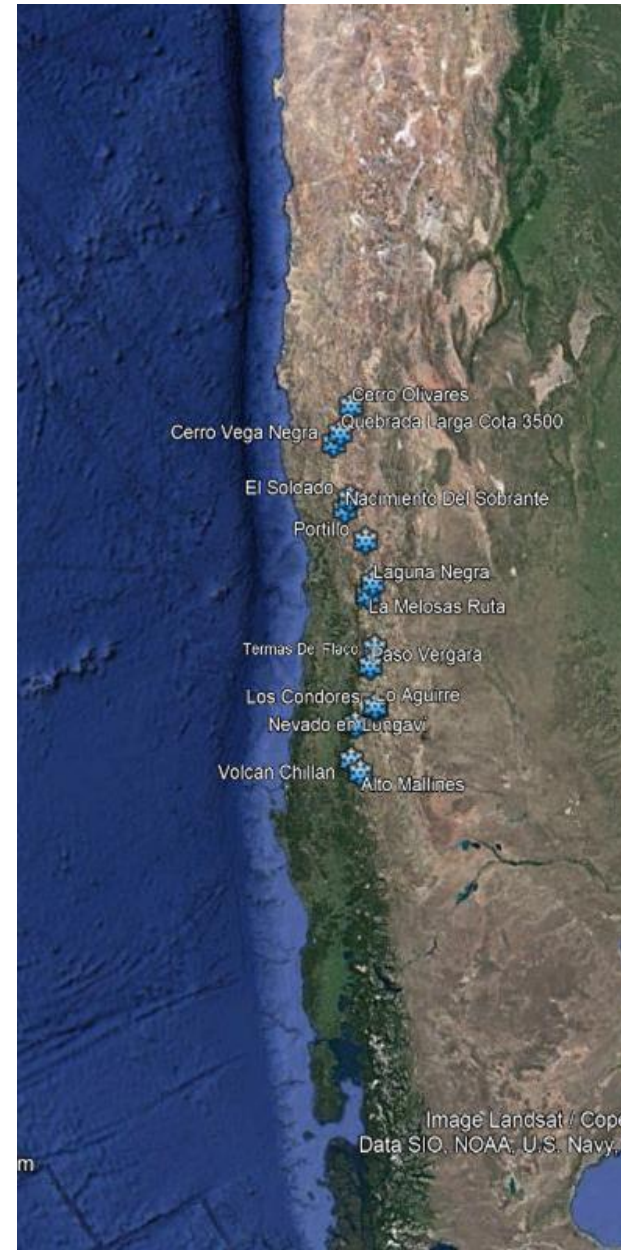 Cerro Olivares
Quebrada Larga Cota 3500
Cerro Vega Negra
El Soldado
Nacimiento Del Sobrante
Portillo
Laguna Negra
La Melosas Ruta
Termas Del Flaco
Paso Vergara
Los Condores
Lo Aguirre
Nevado en Longavi
Volcan Chillan
Alto Mallines
Image Landsat / Cope
Data SIO, NOAA, U.S. Navy,
m